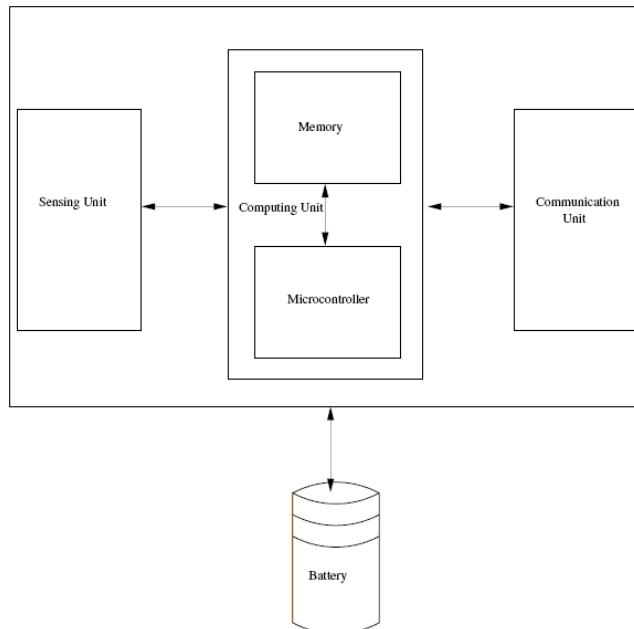 Memory
Sensing Unit
Computing Unit
Communication
Unit
Microcontroller
Battery